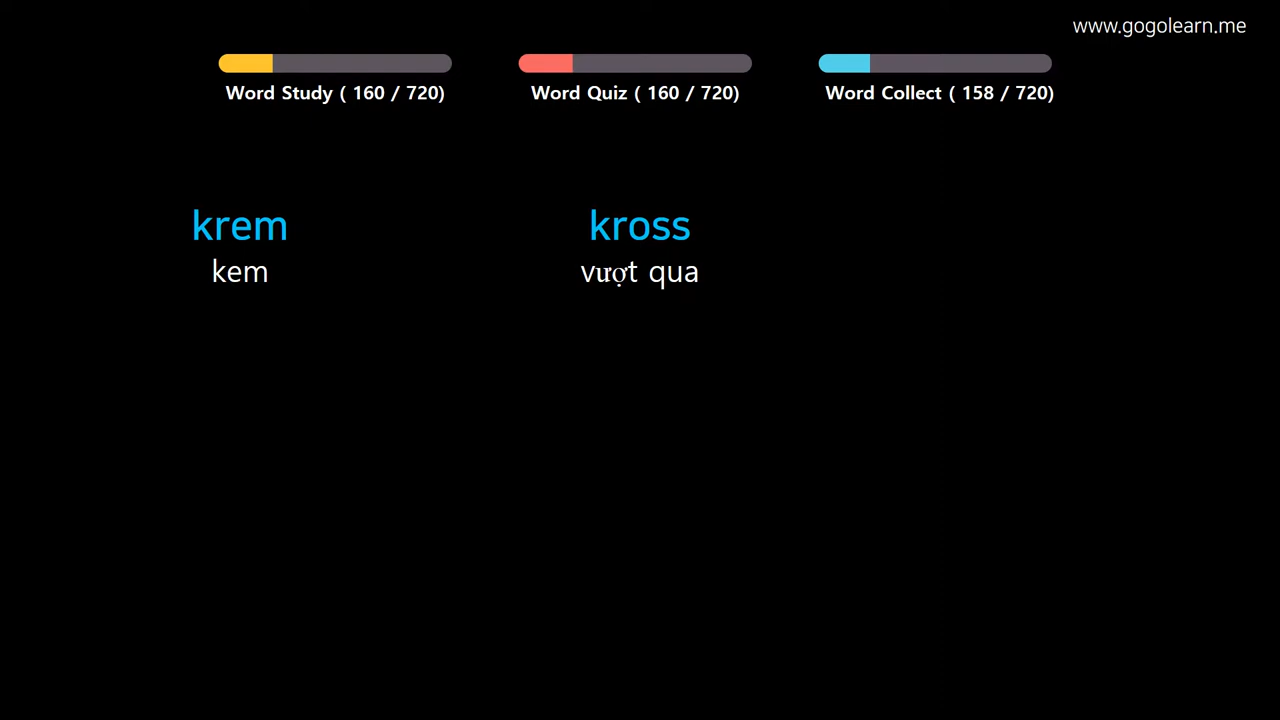 www.gogolearn.me
Word Study ( 160 / 720)
Word Quiz ( 160 / 720)
Word Collect ( 158 / 720)
krem
kem
kross
vượt qua